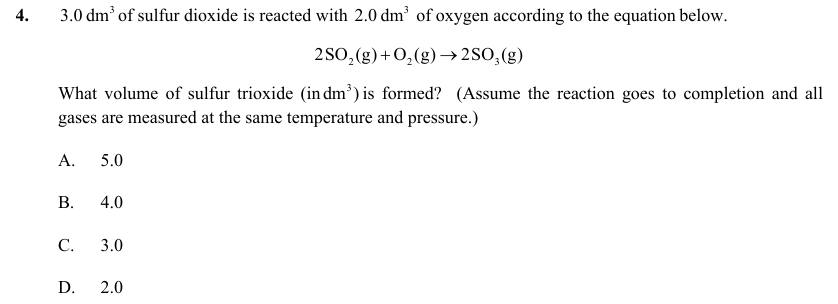 4. 3.0 dm³ of sulfur dioxide is reacted with 2.0 dm³ of oxygen according to the equation below.
2SO₂(g)+O₂(g)→2SO₃(g)
What volume of sulfur trioxide (in dm³) is formed? (Assume the reaction goes to completion and all
gases are measured at the same temperature and pressure.)
A. 5.0
B. 4.0
C. 3.0
D. 2.0